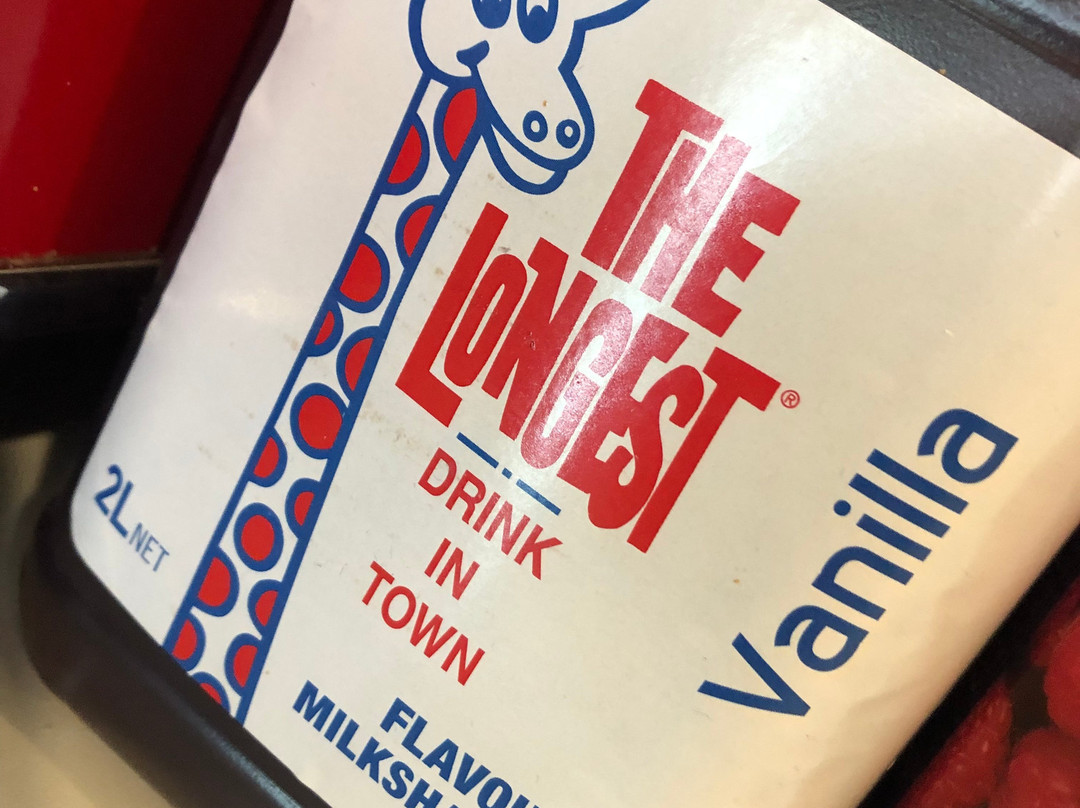 THE
LONGEST®
DRINK
IN
TOWN
Vanilla
2L NET